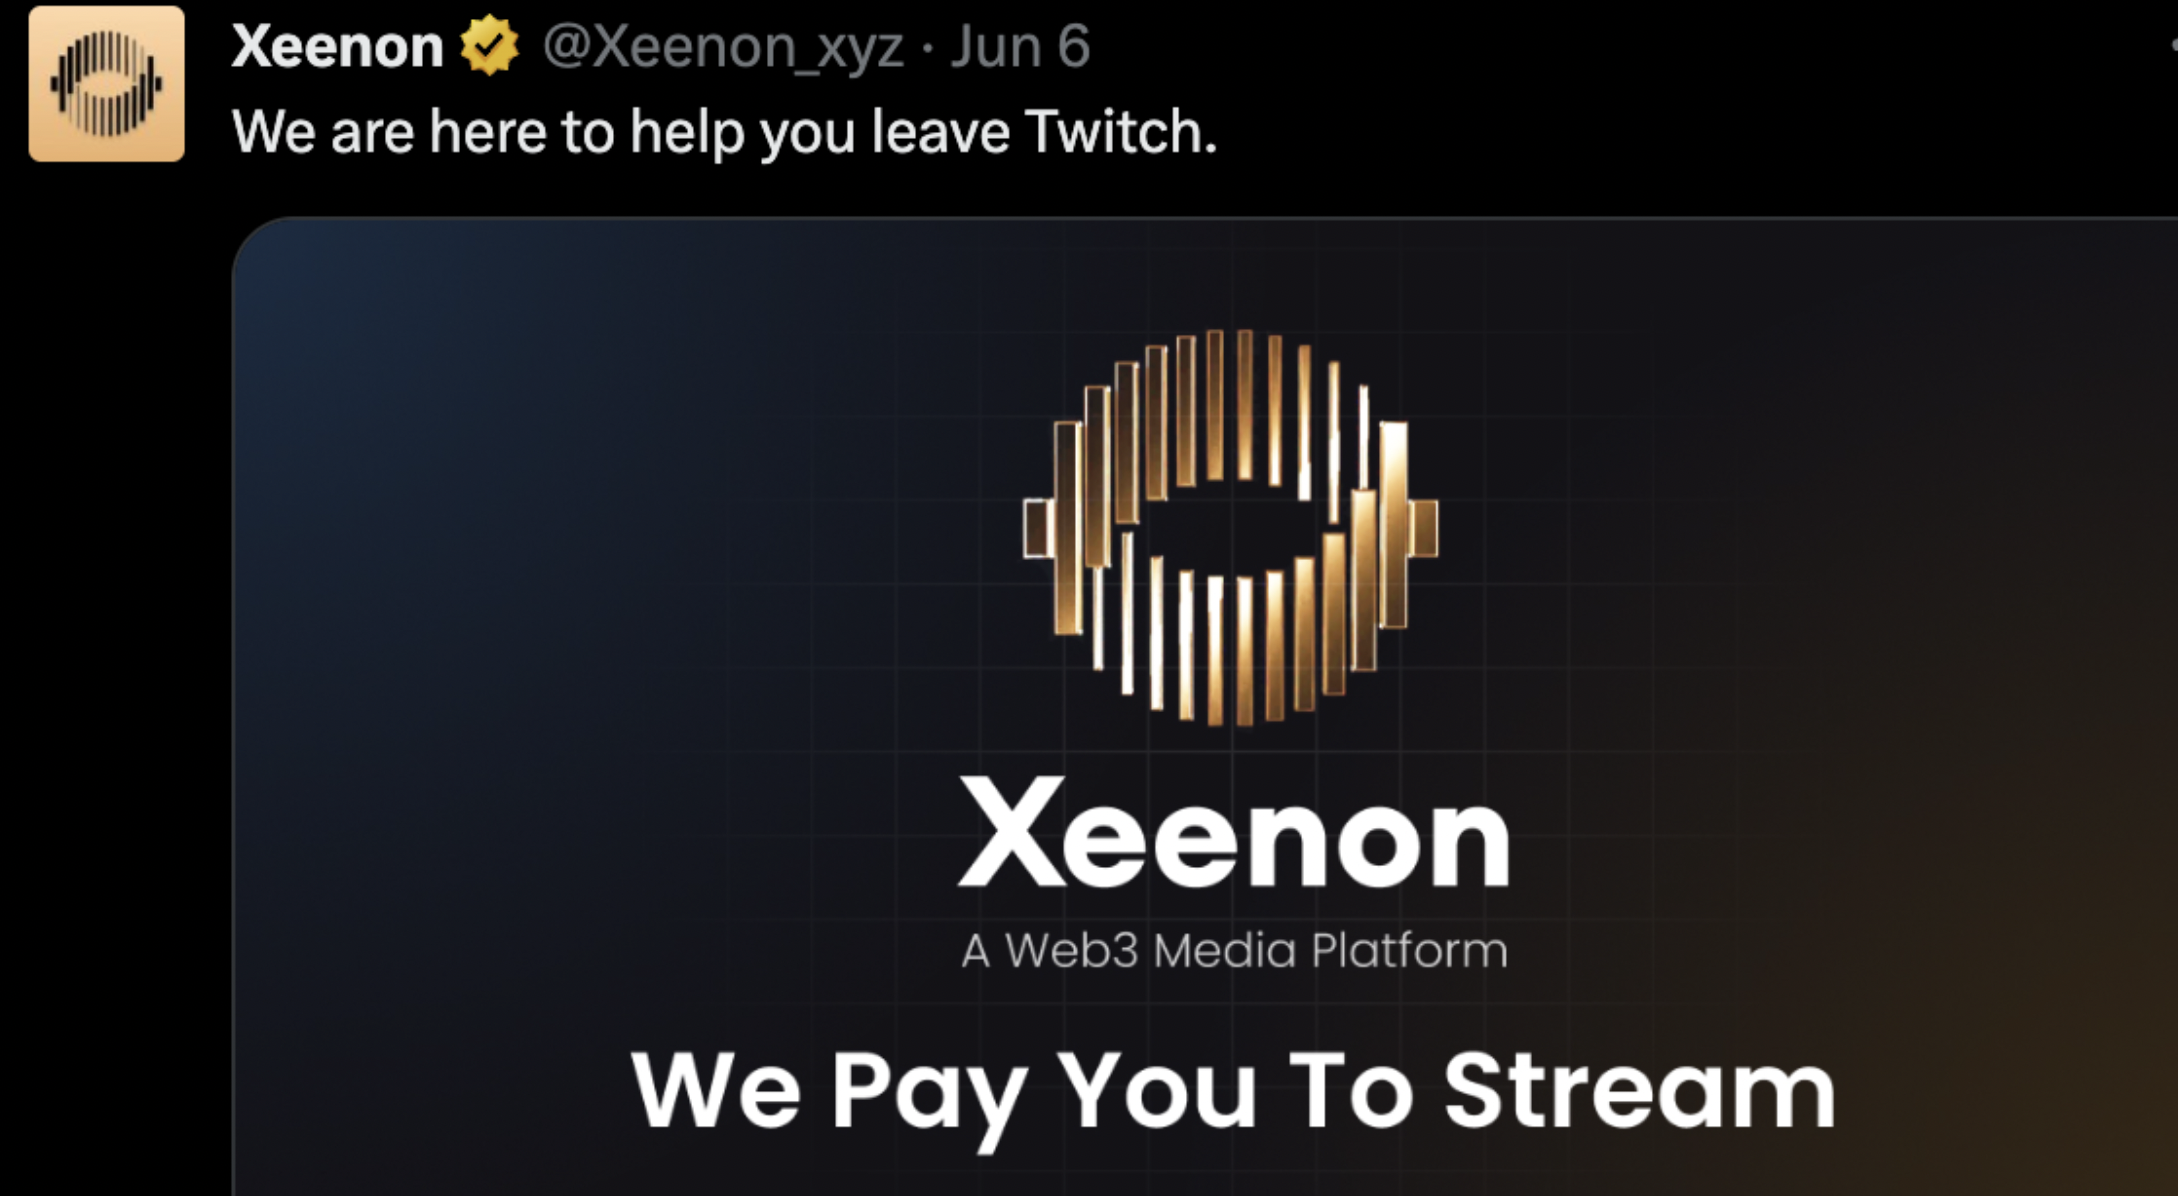 Xeenon @Xeenon_xyz · Jun 6
We are here to help you leave Twitch.
Xeenon
A Web3 Media Platform
We Pay You To Stream